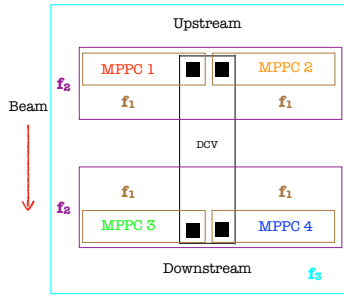 Upstream
MPPC 1 MPPC 2
f₂
f₁ f₁
Beam
DCV
f₁ f₁
f₂
MPPC 3 MPPC 4
Downstream
f₃